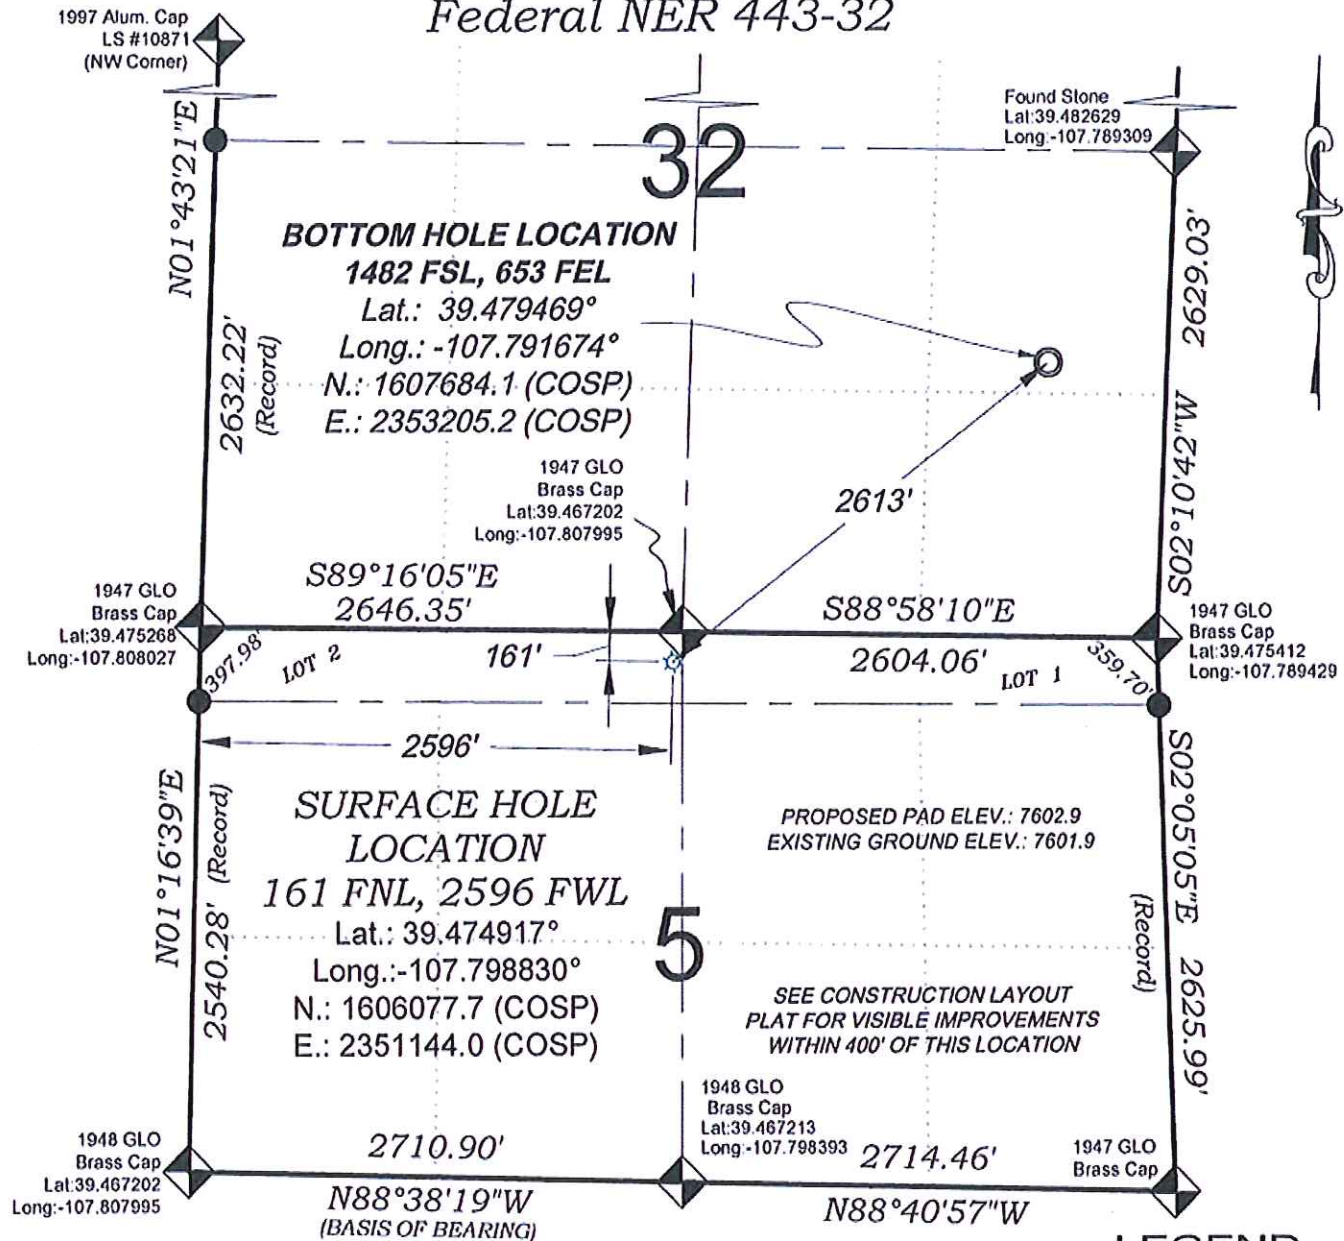 Federal NER 443-32
1997 Alum. Cap
LS #10871
(NW Corner)
Found Stone
Lat:39.482629
Long:-107.789309
32
N01°43'21"E
2632.22'
(Record)
BOTTOM HOLE LOCATION
1482 FSL, 653 FEL
Lat.: 39.479469°
Long.: -107.791674°
N.: 1607684.1 (COSP)
E.: 2353205.2 (COSP)
2629.03'
S02°10'42"W
1947 GLO
Brass Cap
Lat:39.467202
Long:-107.807995
2613'
S89°16'05"E
2646.35'
S88°58'10"E
2604.06'
1947 GLO
Brass Cap
Lat:39.475268
Long:-107.808027
1947 GLO
Brass Cap
Lat:39.475412
Long:-107.789429
397.98'
LOT 2
161'
LOT 1
359.70'
2596'
N01°16'39"E
2540.28' (Record)
SURFACE HOLE
LOCATION
161 FNL, 2596 FWL
Lat.: 39.474917°
Long.:-107.798830°
N.: 1606077.7 (COSP)
E.: 2351144.0 (COSP)
5
PROPOSED PAD ELEV.: 7602.9
EXISTING GROUND ELEV.: 7601.9
S02°05'05"E 2625.99'
(Record)
SEE CONSTRUCTION LAYOUT
PLAT FOR VISIBLE IMPROVEMENTS
WITHIN 400' OF THIS LOCATION
1948 GLO
Brass Cap
Lat:39.467213
Long:-107.798393
1948 GLO
Brass Cap
Lat:39.467202
Long:-107.807995
2710.90'
N88°38'19"W
(BASIS OF BEARING)
2714.46'
N88°40'57"W
1947 GLO
Brass Cap
LEGEND